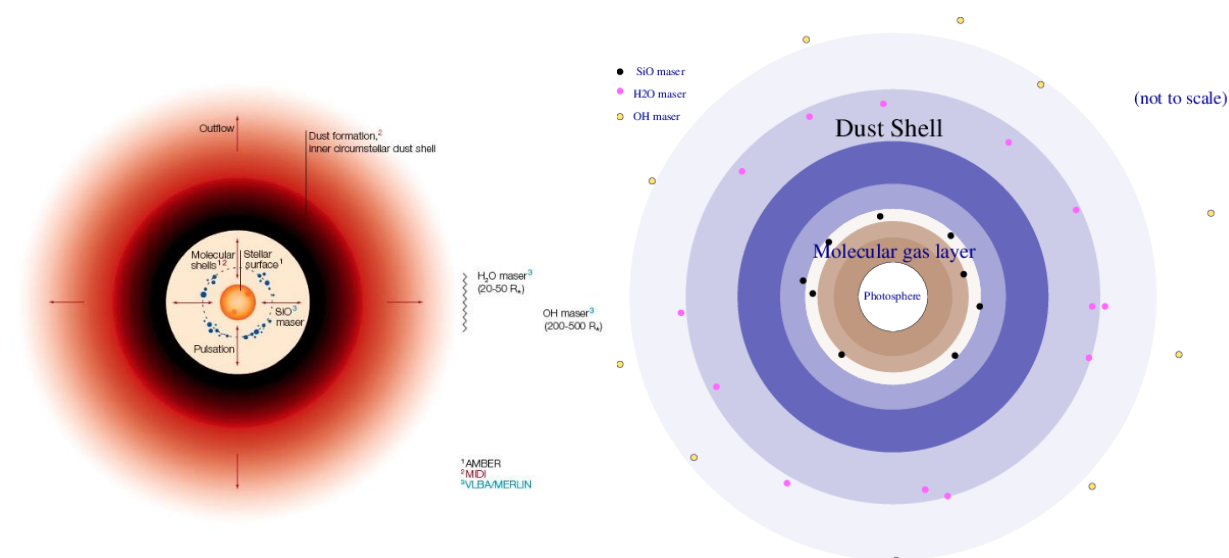 Outflow
Dust formation,²
inner circumstellar dust shell
Molecular
shells¹²
Stellar
surface¹
SiO³
maser
Pulsation
H₂O maser³
(20-50 R*)
OH maser³
(200-500 R*)
¹AMBER
²MIDI
³VLBA/MERLIN
SiO maser
H2O maser
OH maser
(not to scale)
Dust Shell
Molecular gas layer
Photosphere